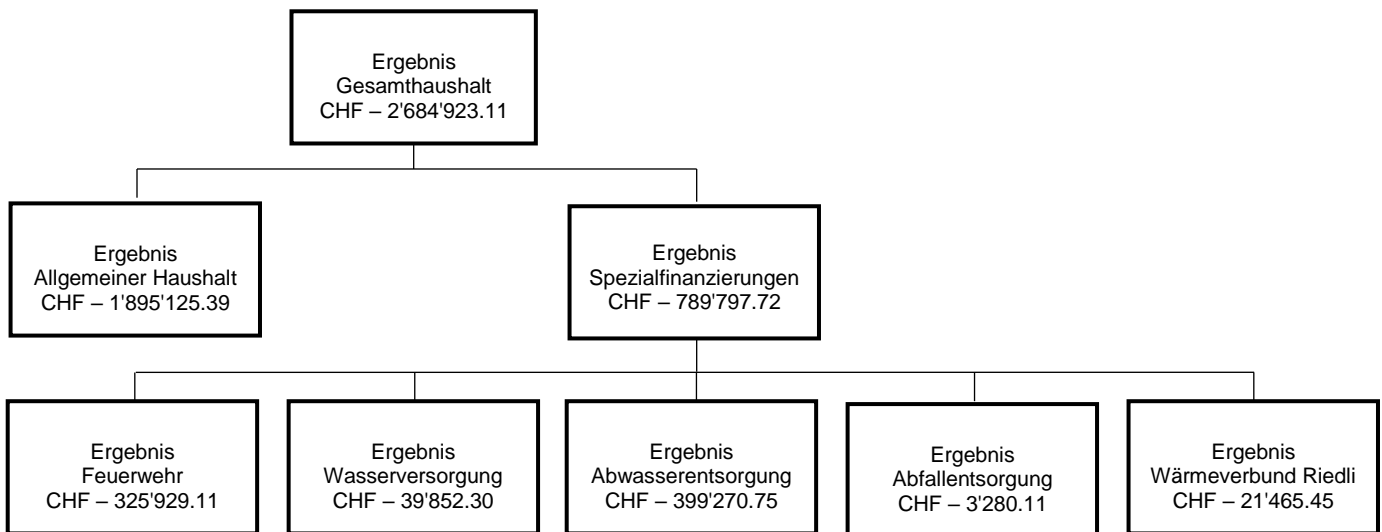 Ergebnis
Gesamthaushalt
CHF – 2'684'923.11
Ergebnis
Allgemeiner Haushalt
CHF – 1'895'125.39
Ergebnis
Spezialfinanzierungen
CHF – 789'797.72
Ergebnis
Feuerwehr
CHF – 325'929.11
Ergebnis
Wasserversorgung
CHF – 39'852.30
Ergebnis
Abwasserentsorgung
CHF – 399'270.75
Ergebnis
Abfallentsorgung
CHF – 3'280.11
Ergebnis
Wärmeverbund Riedli
CHF – 21'465.45